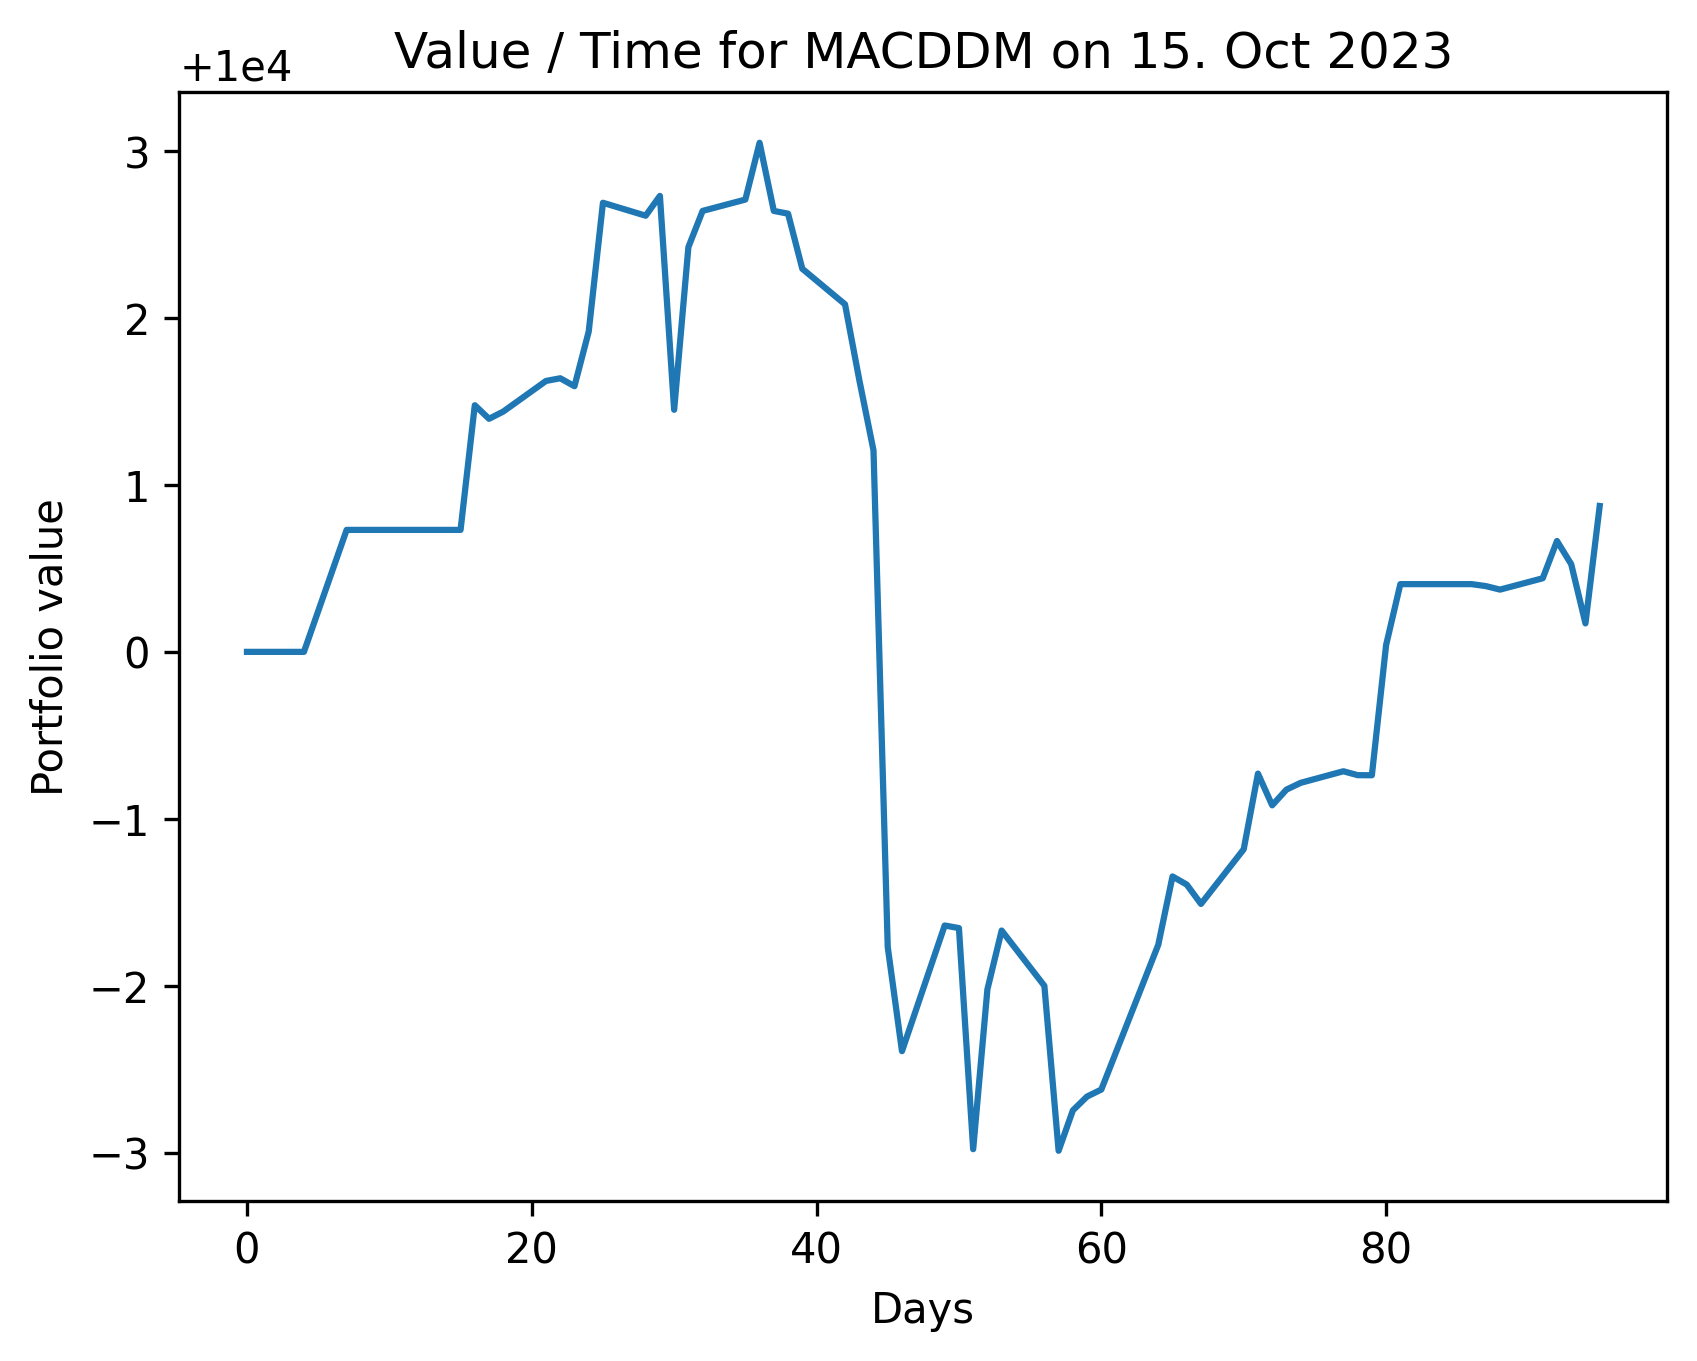 Value / Time for MACDDM on 15. Oct 2023
+1e4
3
2
1
0
−1
−2
−3
Portfolio value
0 20 40 60 80
Days